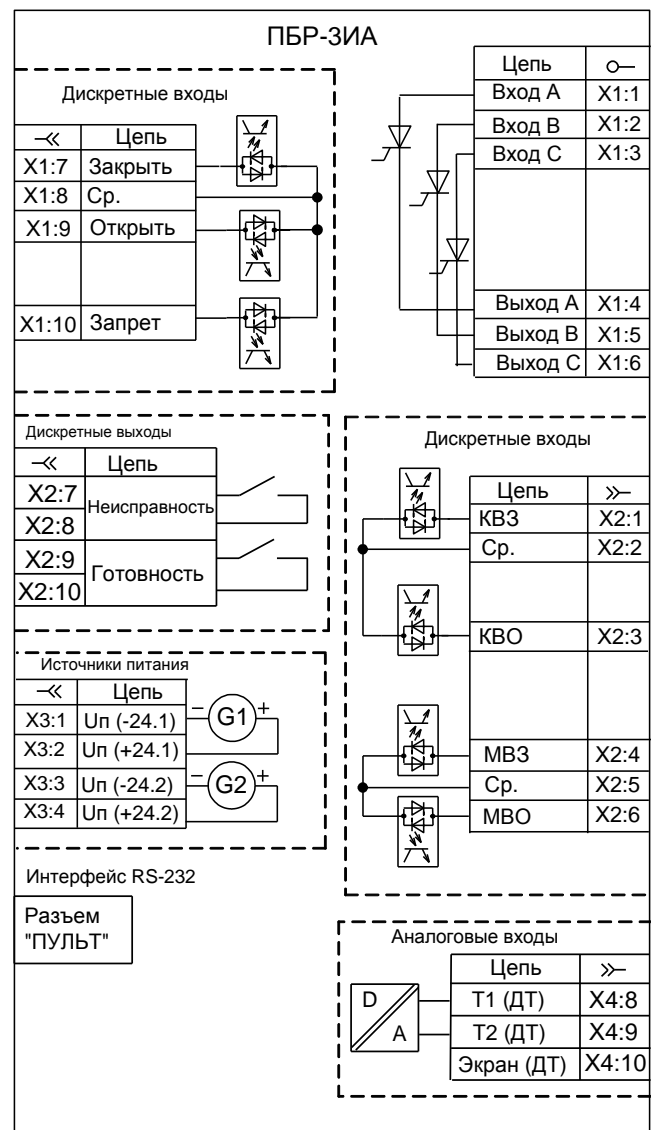 ПБР-3ИА
Дискретные входы
Цепь
X1:7 Закрыть
X1:8 Ср.
X1:9 Открыть
X1:10 Запрет
Цепь
Вход A X1:1
Вход B X1:2
Вход C X1:3
Выход A X1:4
Выход B X1:5
Выход C X1:6
Дискретные выходы
Цепь
X2:7
Неисправность
X2:8
X2:9
Готовность
X2:10
Дискретные входы
Цепь
КВЗ X2:1
Ср. X2:2
КВО X2:3
МВЗ X2:4
Ср. X2:5
МВО X2:6
Источники питания
Цепь
X3:1 Uп (-24.1)
X3:2 Uп (+24.1)
− G1 +
X3:3 Uп (-24.2)
X3:4 Uп (+24.2)
− G2 +
Интерфейс RS-232
Разъем
"ПУЛЬТ"
Аналоговые входы
Цепь
D
A
Т1 (ДТ) X4:8
Т2 (ДТ) X4:9
Экран (ДТ) X4:10